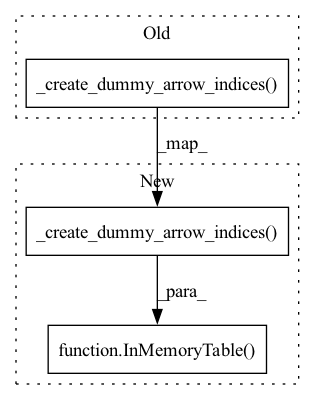 Old
_create_dummy_arrow_indices()
_map_
New
_create_dummy_arrow_indices()
_para_
function.InMemoryTable()